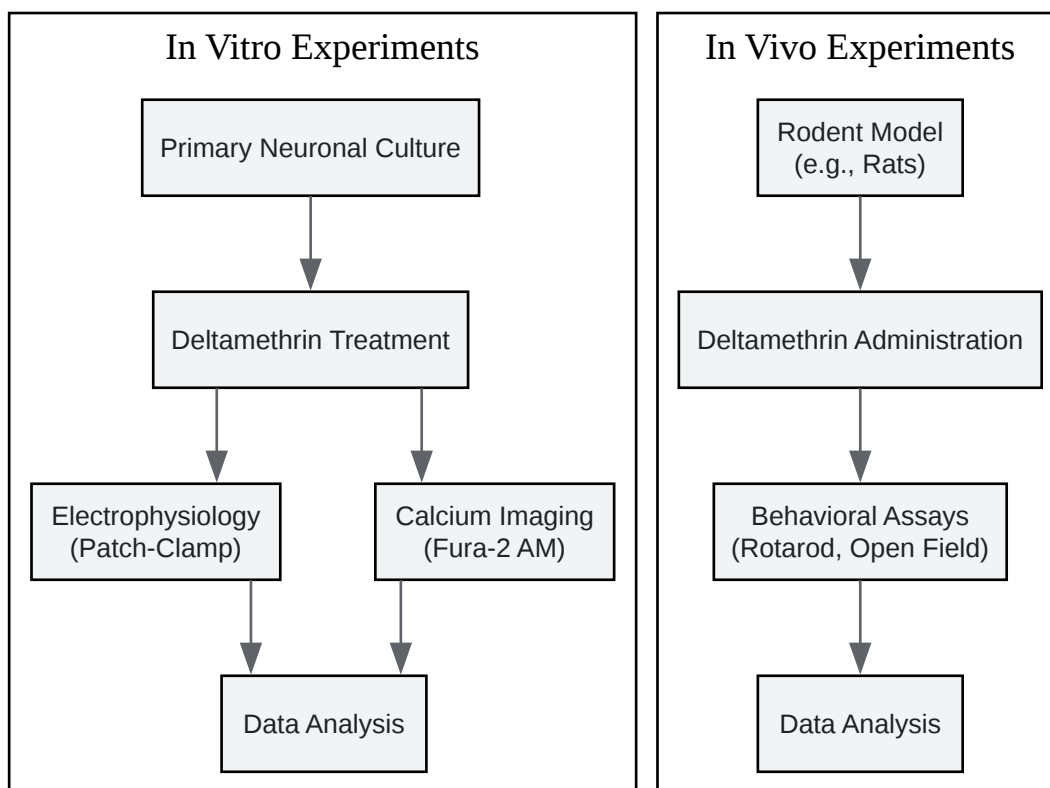 In Vitro Experiments
Primary Neuronal Culture
Deltamethrin Treatment
Electrophysiology
(Patch-Clamp)
Calcium Imaging
(Fura-2 AM)
Data Analysis
In Vivo Experiments
Rodent Model
(e.g., Rats)
Deltamethrin Administration
Behavioral Assays
(Rotarod, Open Field)
Data Analysis